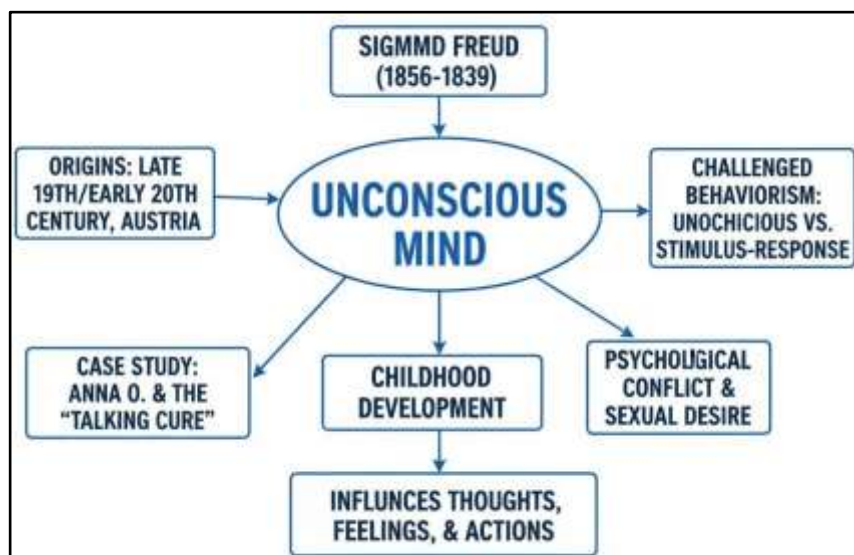 SIGMMD FREUD
(1856-1839)
ORIGINS: LATE
19TH/EARLY 20TH
CENTURY, AUSTRIA
UNCONSCIOUS
MIND
CHALLENGED
BEHAVIORISM:
UNOCHICIOUS VS.
STIMULUS-RESPONSE
CASE STUDY:
ANNA O. & THE
"TALKING CURE"
CHILDHOOD
DEVELOPMENT
PSYCHOLIGICAL
CONFLICT &
SEXUAL DESIRE
INFLUNCES THOUGHTS,
FEELINGS, & ACTIONS